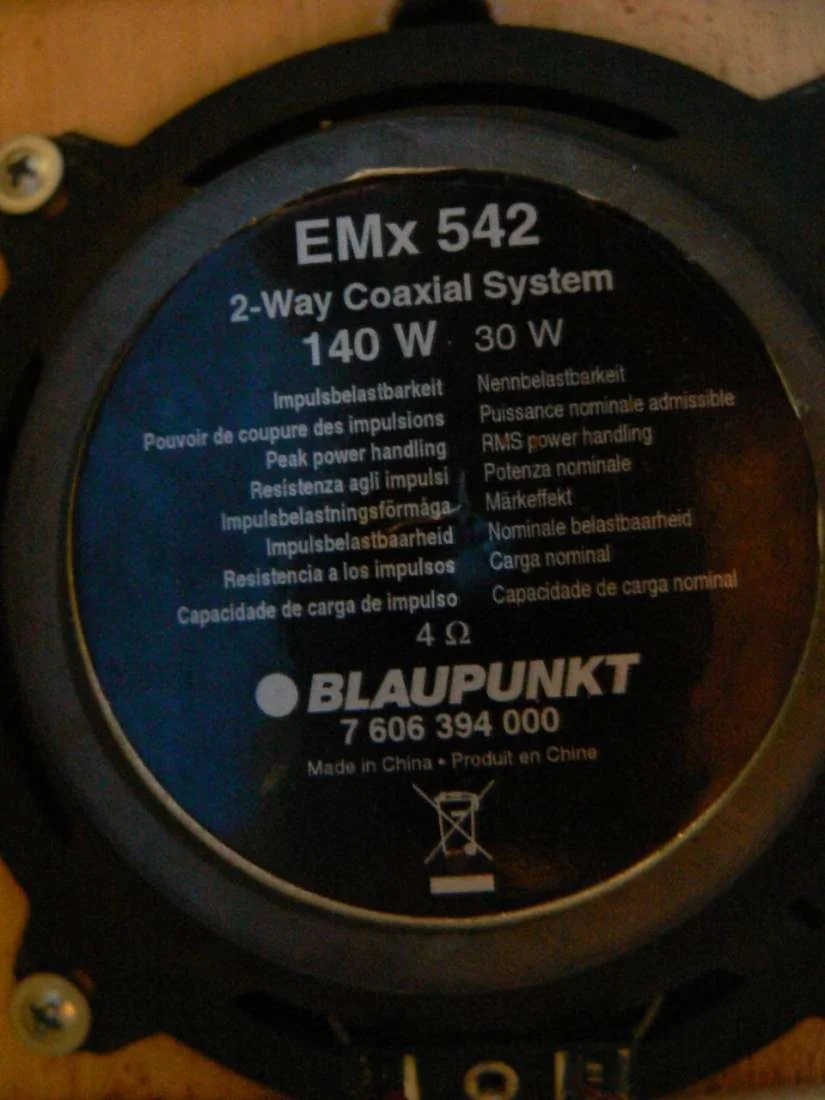 EMx 542
2-Way Coaxial System
140 W 30 W
Impulsbelastbarkeit Nennbelastbarkeit
Pouvoir de coupure des impulsions Puissance nominale admissible
Peak power handling RMS power handling
Resistenza agli impulsi Potenza nominale
Impulsbelastningsförmåga Märkeffekt
Impulsbelastbaarheid Nominale belastbaarheid
Resistencia a los impulsos Carga nominal
Capacidade de carga de impulso Capacidade de carga nominal
4 Ω
BLAUPUNKT
7 606 394 000
Made in China • Produit en Chine